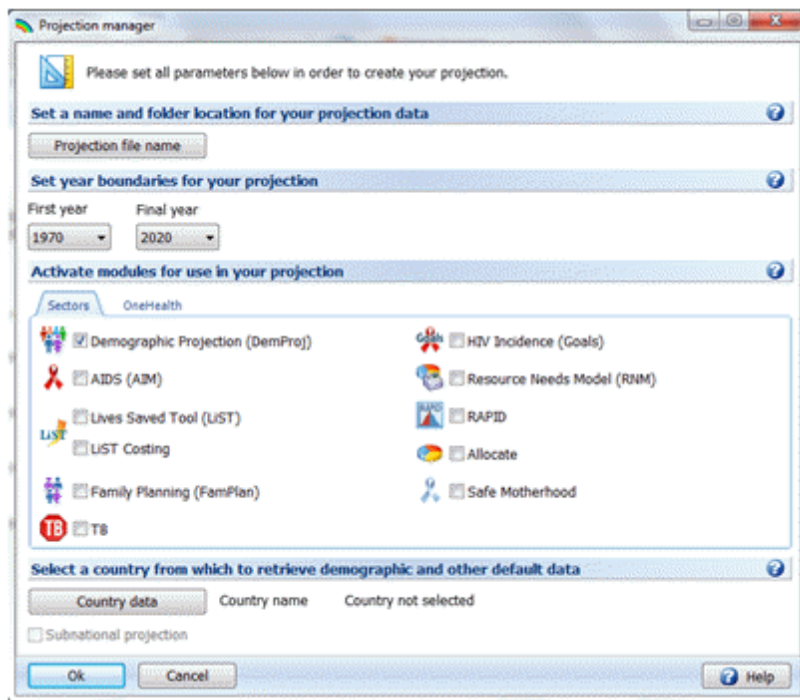 Projection manager
Please set all parameters below in order to create your projection.
Set a name and folder location for your projection data
Projection file name
Set year boundaries for your projection
First year Final year
1970 2020
Activate modules for use in your projection
Sectors OneHealth
Demographic Projection (DemProj) Goals HIV Incidence (Goals)
AIDS (AIM) Resource Needs Model (RNM)
Lives Saved Tool (LiST) RAPID RAPID
LiST
LiST Costing Allocate
Family Planning (FamPlan) Safe Motherhood
TB TB
Select a country from which to retrieve demographic and other default data
Country data Country name Country not selected
Subnational projection
Ok Cancel Help